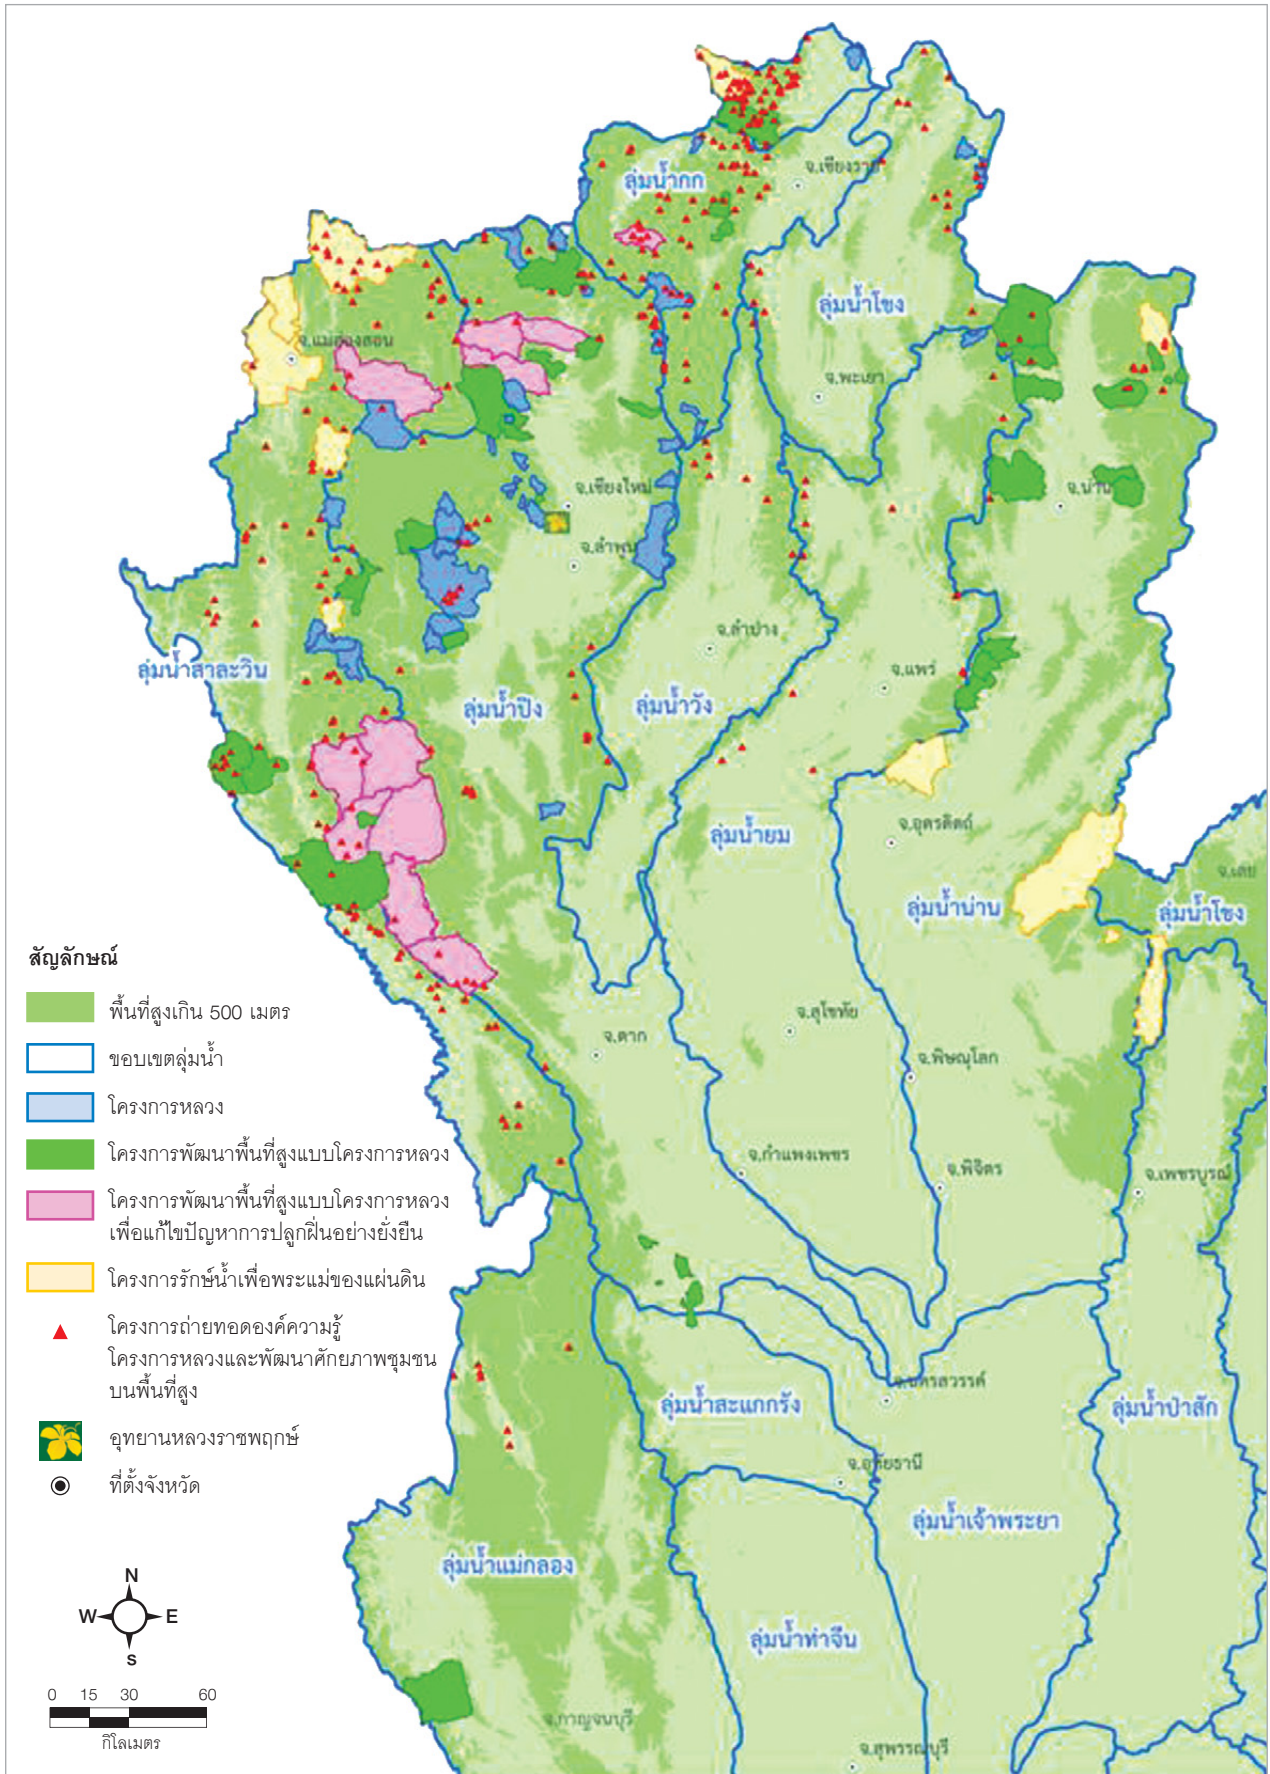 จ.เชียงราย
ลุ่มน้ำกก
ลุ่มน้ำโขง
จ.แม่ฮ่องสอน
จ.พะเยา
จ.เชียงใหม่
จ.น่าน
จ.ลำพูน
จ.ลำปาง
ลุ่มน้ำสาละวิน
จ.แพร่
ลุ่มน้ำปิง
ลุ่มน้ำวัง
จ.อุตรดิตถ์
ลุ่มน้ำยม
จ.เลย
ลุ่มน้ำน่าน
ลุ่มน้ำโขง
จ.สุโขทัย
จ.ตาก
จ.พิษณุโลก
จ.กำแพงเพชร
จ.พิจิตร
จ.เพชรบูรณ์
จ.นครสวรรค์
ลุ่มน้ำสะแกกรัง
ลุ่มน้ำป่าสัก
จ.อุทัยธานี
ลุ่มน้ำเจ้าพระยา
ลุ่มน้ำแม่กลอง
ลุ่มน้ำท่าจีน
จ.กาญจนบุรี
จ.สุพรรณบุรี
สัญลักษณ์
พื้นที่สูงเกิน 500 เมตร
ขอบเขตลุ่มน้ำ
โครงการหลวง
โครงการพัฒนาพื้นที่สูงแบบโครงการหลวง
โครงการพัฒนาพื้นที่สูงแบบโครงการหลวง
เพื่อแก้ไขปัญหาการปลูกฝิ่นอย่างยั่งยืน
โครงการรักษ์น้ำเพื่อพระแม่ของแผ่นดิน
โครงการถ่ายทอดองค์ความรู้
โครงการหลวงและพัฒนาศักยภาพชุมชน
บนพื้นที่สูง
อุทยานหลวงราชพฤกษ์
ที่ตั้งจังหวัด
N
W E
S
0 15 30 60
กิโลเมตร